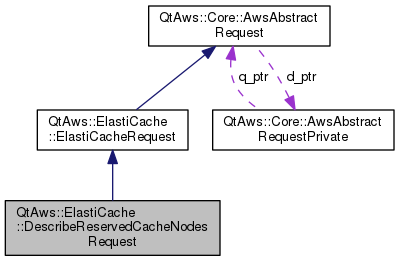 QtAws::Core::AwsAbstract
Request
q_ptr
d_ptr
QtAws::ElastiCache
::ElastiCacheRequest
QtAws::Core::AwsAbstract
RequestPrivate
QtAws::ElastiCache
::DescribeReservedCacheNodes
Request